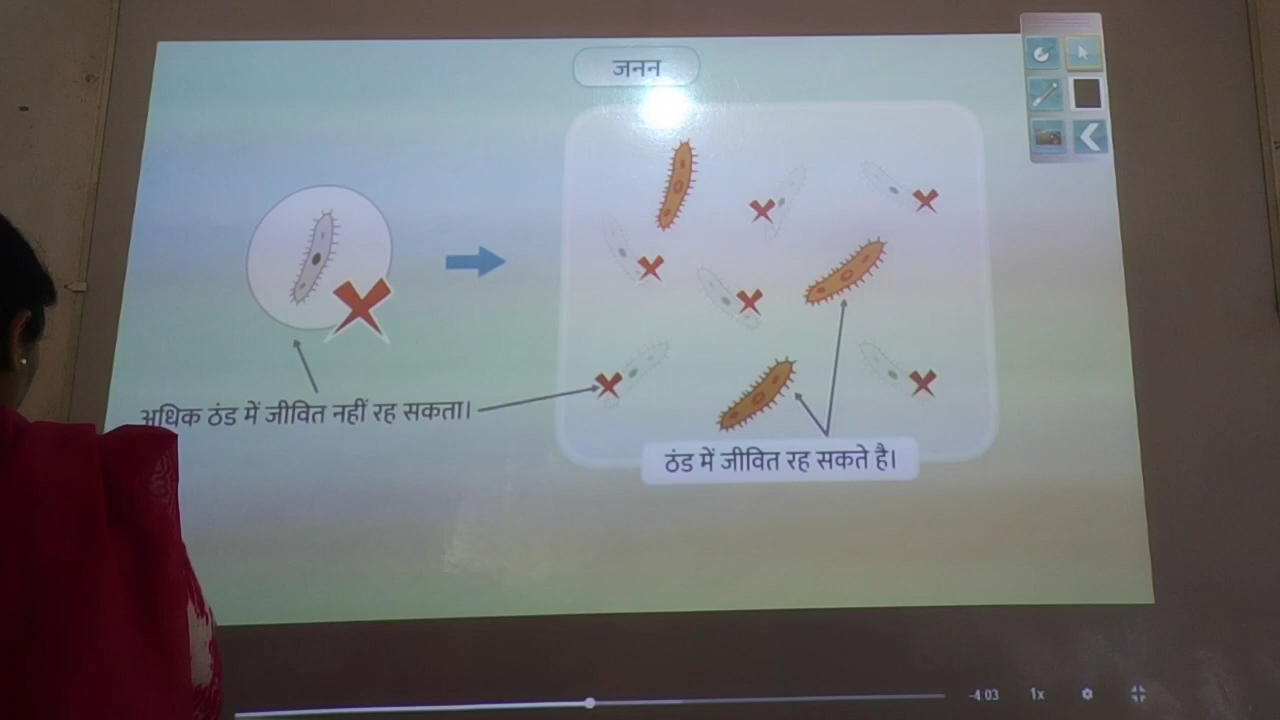 जनन
अधिक ठंड में जीवित नहीं रह सकता।
ठंड में जीवित रह सकते है।
-4 03
1x